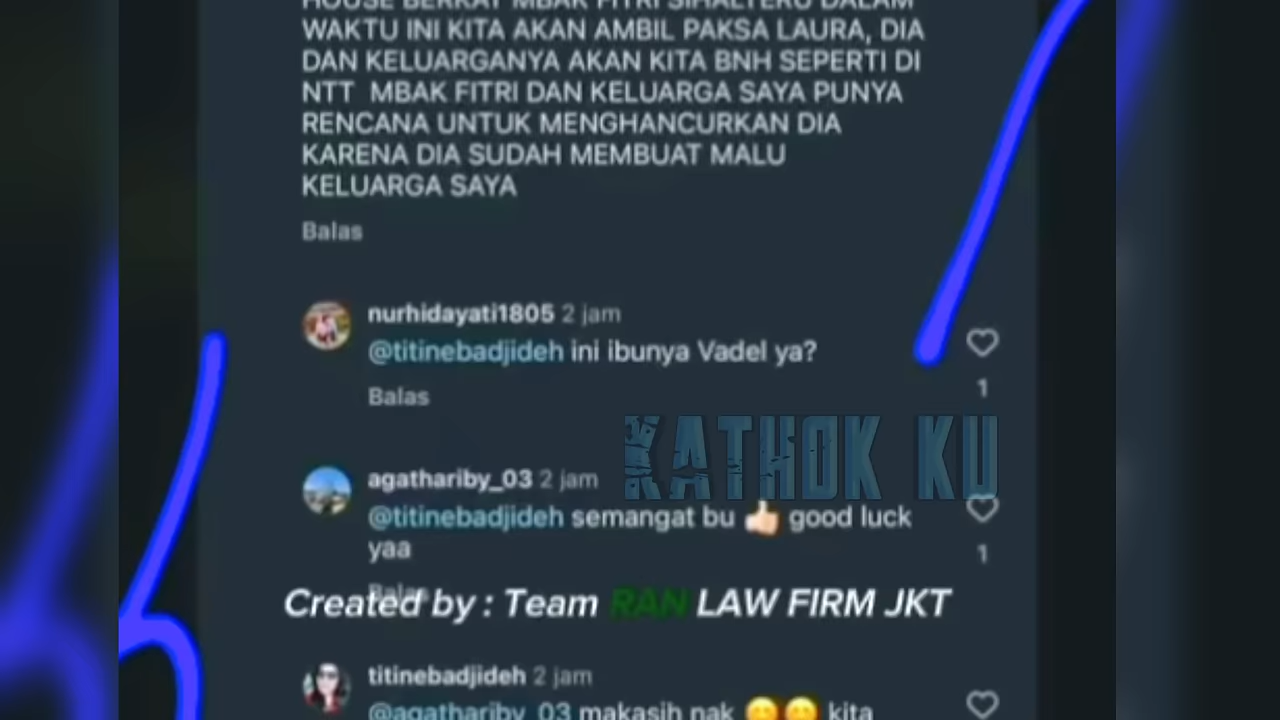 HOUSE BERKAT MBAK FITRI SIHALTERU DALAM
WAKTU INI KITA AKAN AMBIL PAKSA LAURA, DIA
DAN KELUARGANYA AKAN KITA BNH SEPERTI DI
NTT MBAK FITRI DAN KELUARGA SAYA PUNYA
RENCANA UNTUK MENGHANCURKAN DIA
KARENA DIA SUDAH MEMBUAT MALU
KELUARGA SAYA
Balas
nurhidayati1805 2 jam
@titinebadjideh ini ibunya Vadel ya?
1
Balas
KATHOK KU
agathariby_03 2 jam
@titinebadjideh semangat bu 👍🏻 good luck
yaa
1
Balas
Created by : Team RAN LAW FIRM JKT
titinebadjideh 2 jam
@agathariby_03 makasih nak 😊😊 kita